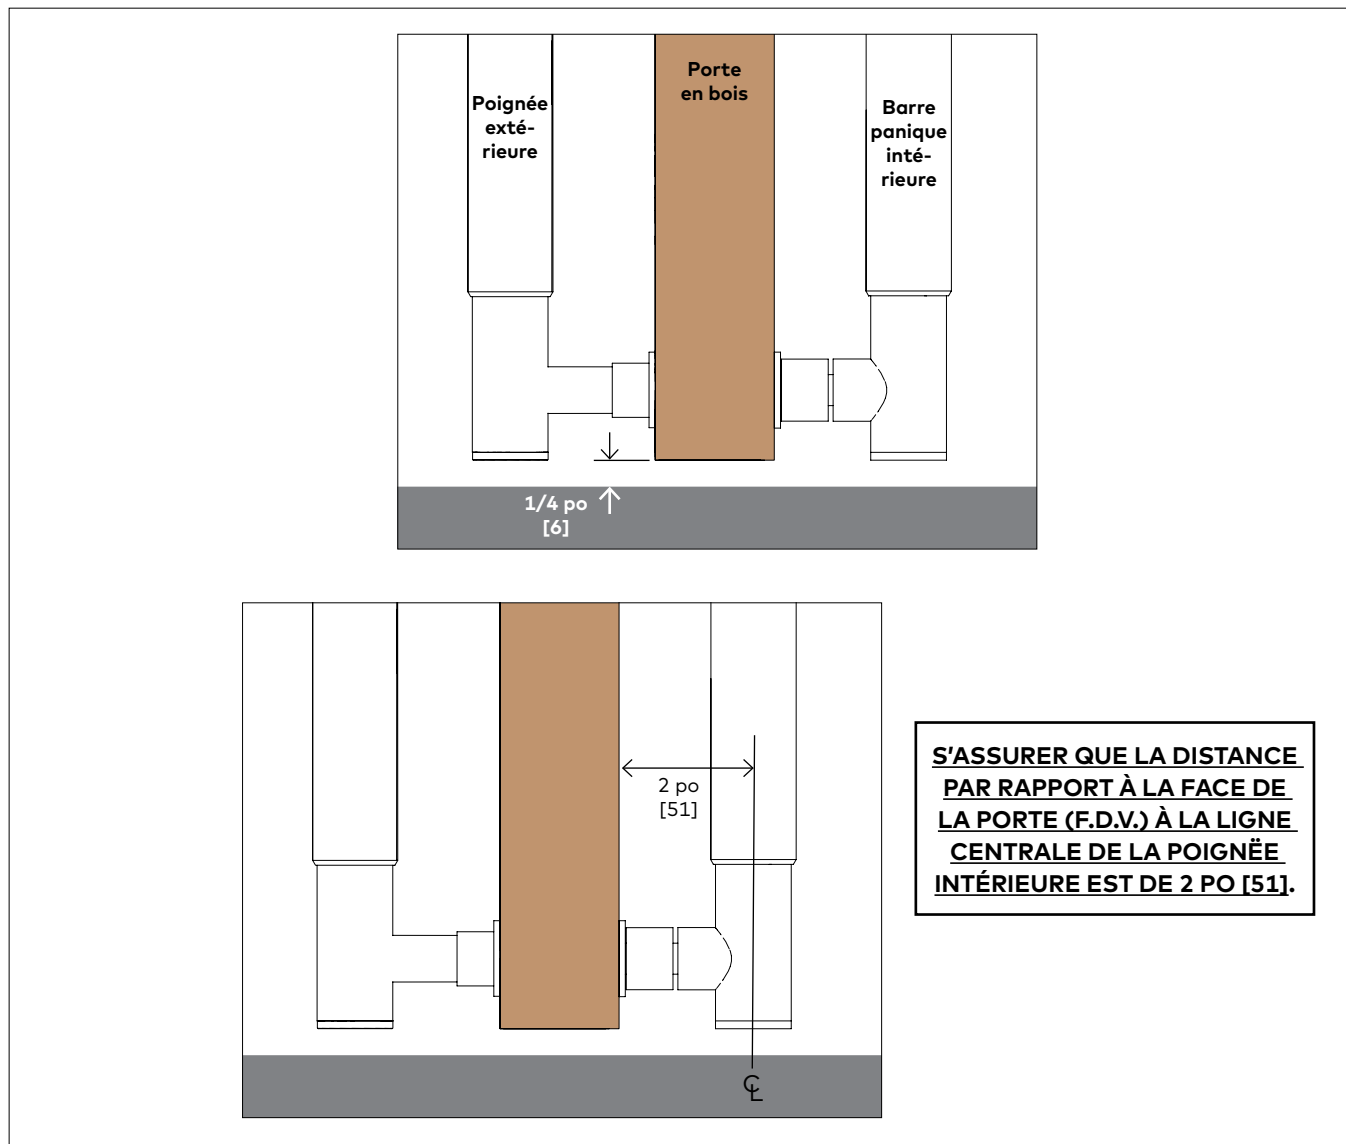 Poignée
exté-
rieure
Porte
en bois
Barre
panique
inté-
rieure
1/4 po
[6]
2 po
[51]
℄
S'ASSURER QUE LA DISTANCE
PAR RAPPORT À LA FACE DE
LA PORTE (F.D.V.) À LA LIGNE
CENTRALE DE LA POIGNËE
INTÉRIEURE EST DE 2 PO [51].